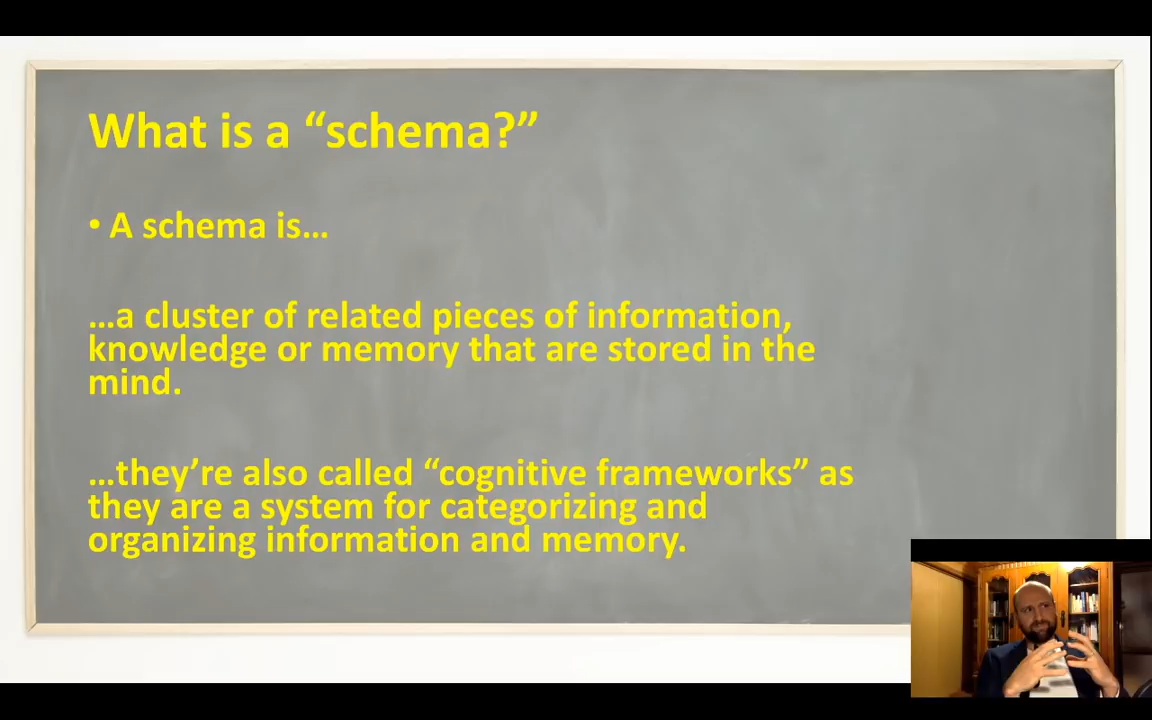 What is a “schema?”
• A schema is…
…a cluster of related pieces of information,
knowledge or memory that are stored in the
mind.
…they’re also called “cognitive frameworks” as
they are a system for categorizing and
organizing information and memory.